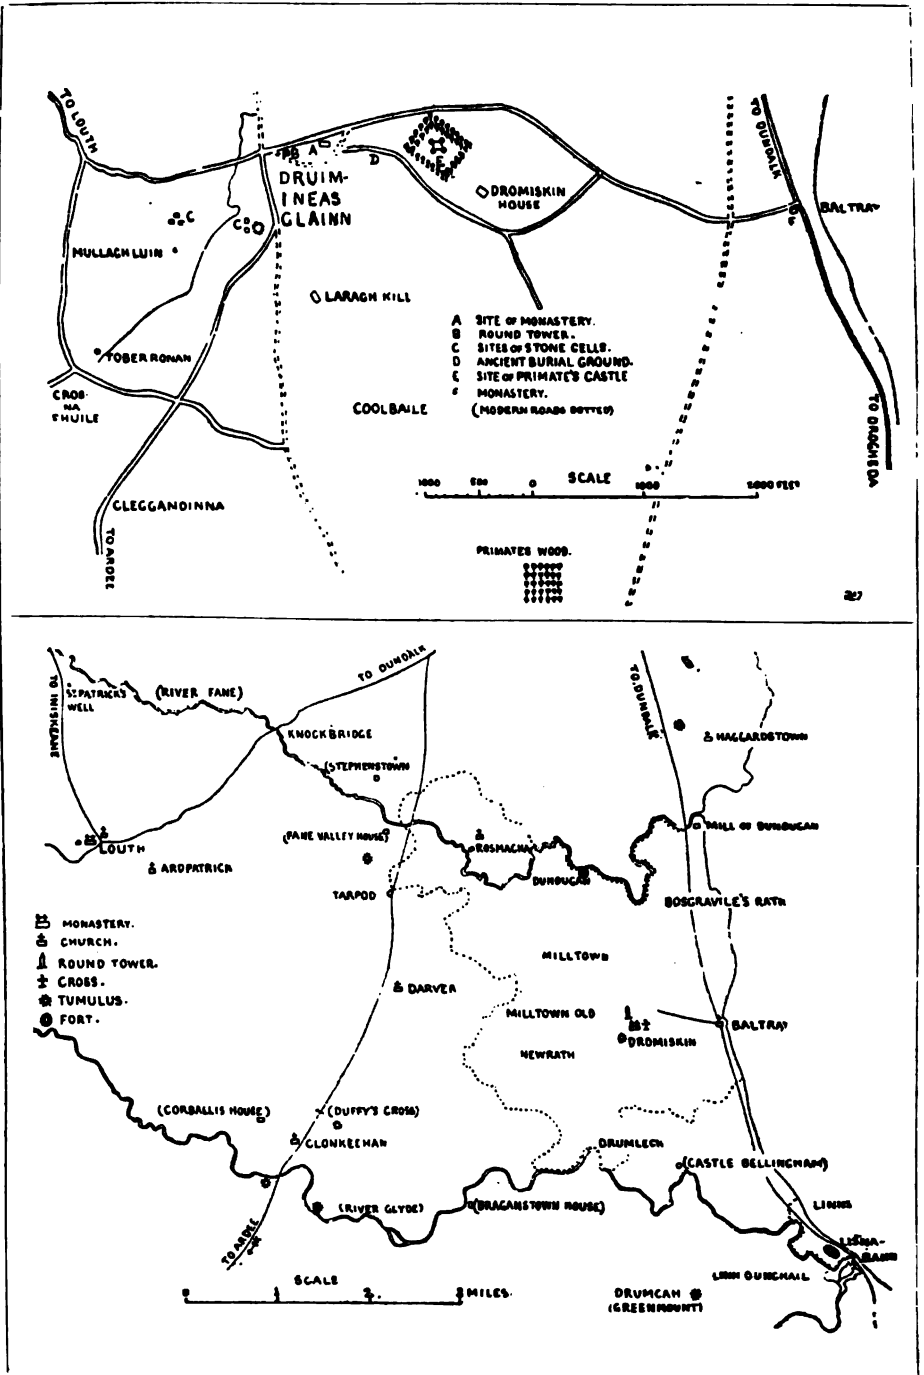 TO LOUTH
TO DUNDALK
B
A
D
E
DRUIM-
INEAS
GLAINN
DROMISKIN
HOUSE
BALTRAY
C
C
MULLAGHLUIN
LARAGH KILL
TOBERRONAN
A SITE OF MONASTERY.
B ROUND TOWER.
C SITES OF STONE CELLS.
D ANCIENT BURIAL GROUND.
E SITE OF PRIMATE'S CASTLE
MONASTERY.
(MODERN ROADS DOTTED)
CROS-
NA
THUILE
COOLBAILE
TO DROGHEDA
SCALE
1000 500 0 1000 2000 FEET
CLEGGANDINNA
TO ARDEE
PRIMATES WOOD.
TO INISKEANE
ST PATRICK'S
WELL
(RIVER FANE)
TO DUNDALK
TO DUNDALK
KNOCKBRIDGE
HAGGARDSTOWN
(STEPHENSTOWN
(FANE VALLEY HOUSE)
MILL OF DUNDUGAN
LOUTH
ROSMACHA
ARDPATRICK
DUNDUGAN
TARPOD
BOSGRAVILE'S RATH
MONASTERY.
CHURCH.
ROUND TOWER.
CROSS.
TUMULUS.
FORT.
MILLTOWN
DARVER
MILLTOWN OLD
BALTRAY
DROMISKIN
NEWRATH
(CORBALLIS HOUSE)
(DUFFY'S CROSS)
CLONKEEHAN
DRUMLECK
(CASTLE BELLINGHAM)
(RIVER GLYDE)
(BRAGANSTOWN HOUSE)
LINNS
TO ARDEE
LINN DUACHAIL
SCALE
0 1 2 3 MILES.
DRUMCAH
(GREENMOUNT)